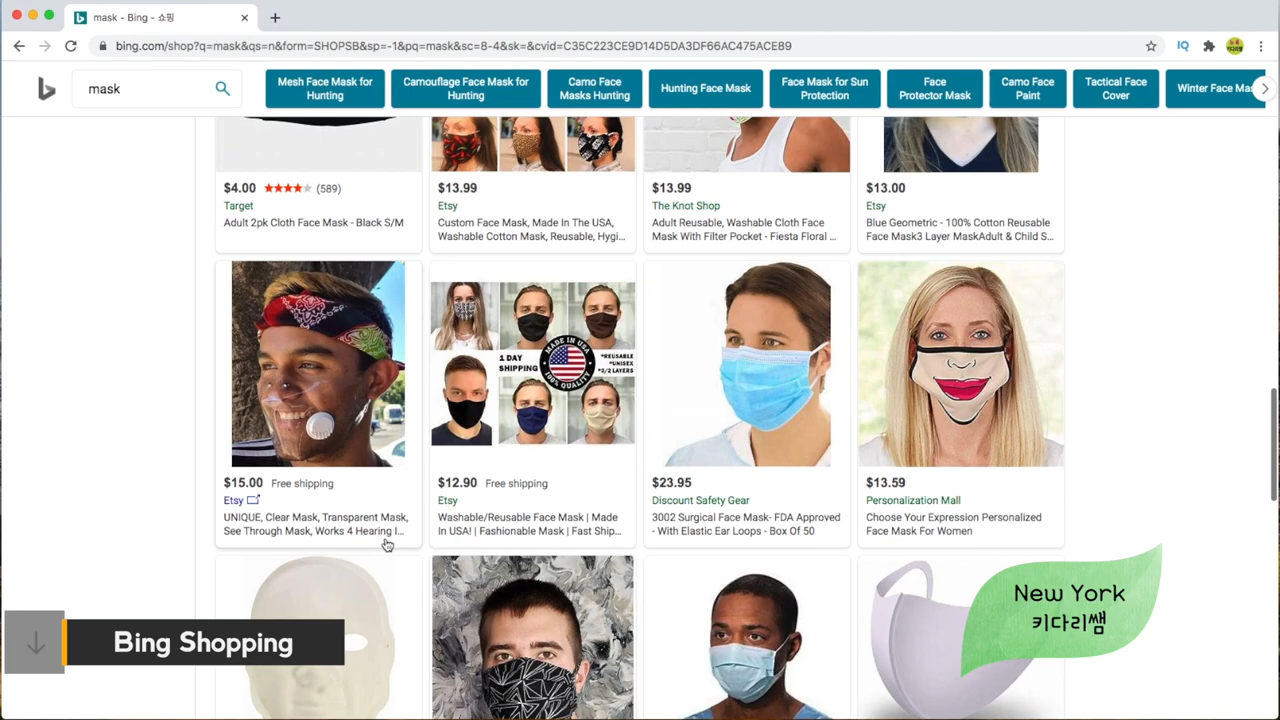 mask - Bing - 쇼핑
bing.com/shop?q=mask&qs=n&form=SHOPSB&sp=-1&pq=mask&sc=8-4&sk=&cvid=C35C223CE9D14D5DA3DF66AC475ACE89
IQ
mask
Mesh Face Mask for
Hunting
Camouflage Face Mask for
Hunting
Camo Face
Masks Hunting
Hunting Face Mask
Face Mask for Sun
Protection
Face
Protector Mask
Camo Face
Paint
Tactical Face
Cover
Winter Face Mas
$4.00 (589)
Target
Adult 2pk Cloth Face Mask - Black S/M
$13.99
Etsy
Custom Face Mask, Made In The USA,
Washable Cotton Mask, Reusable, Hygi...
$13.99
The Knot Shop
Adult Reusable, Washable Cloth Face
Mask With Filter Pocket - Fiesta Floral ...
$13.00
Etsy
Blue Geometric - 100% Cotton Reusable
Face Mask3 Layer MaskAdult & Child S...
$15.00 Free shipping
Etsy
UNIQUE, Clear Mask, Transparent Mask,
See Through Mask, Works 4 Hearing I...
1 DAY
SHIPPING
MADE IN USA!
100% QUALITY
*REUSABLE
*UNISEX
*2/2 LAYERS
$12.90 Free shipping
Etsy
Washable/Reusable Face Mask | Made
In USA! | Fashionable Mask | Fast Ship...
$23.95
Discount Safety Gear
3002 Surgical Face Mask- FDA Approved
- With Elastic Ear Loops - Box Of 50
$13.59
Personalization Mall
Choose Your Expression Personalized
Face Mask For Women
Bing Shopping
New York
키다리쌤